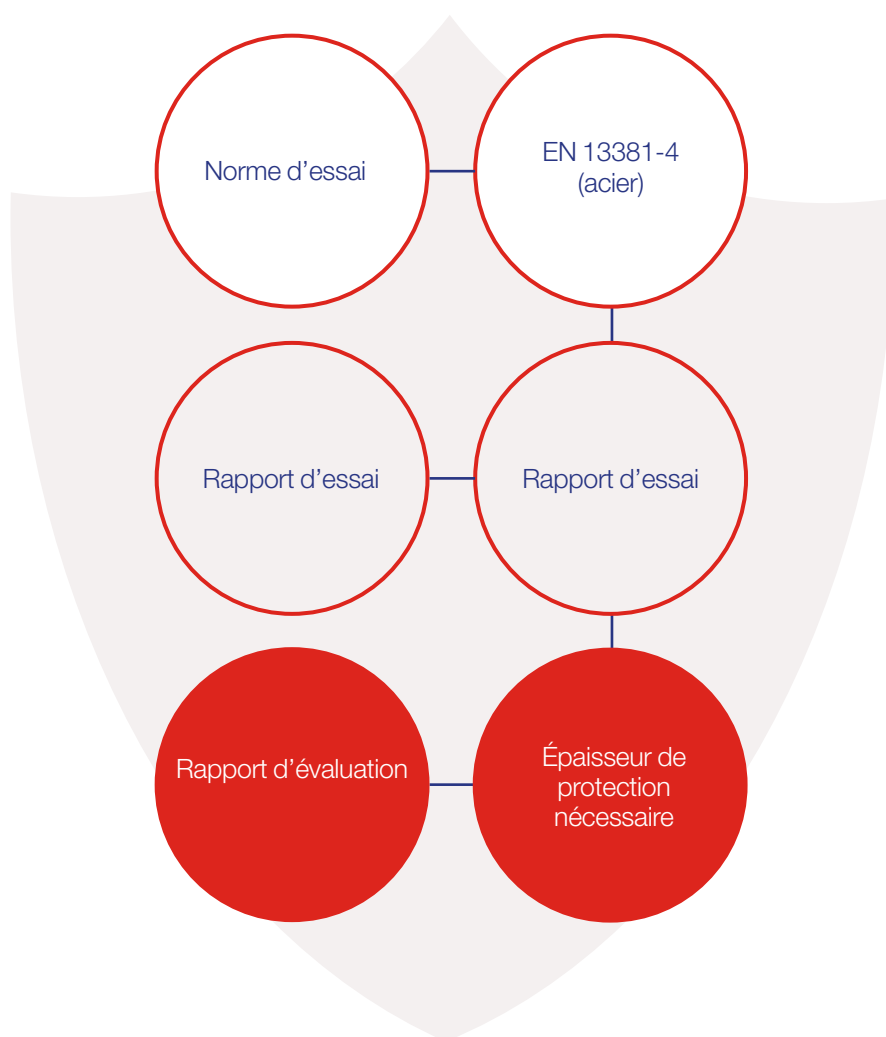 Norme d’essai
EN 13381-4
(acier)
Rapport d’essai
Rapport d’essai
Rapport d’évaluation
Épaisseur de
protection
nécessaire